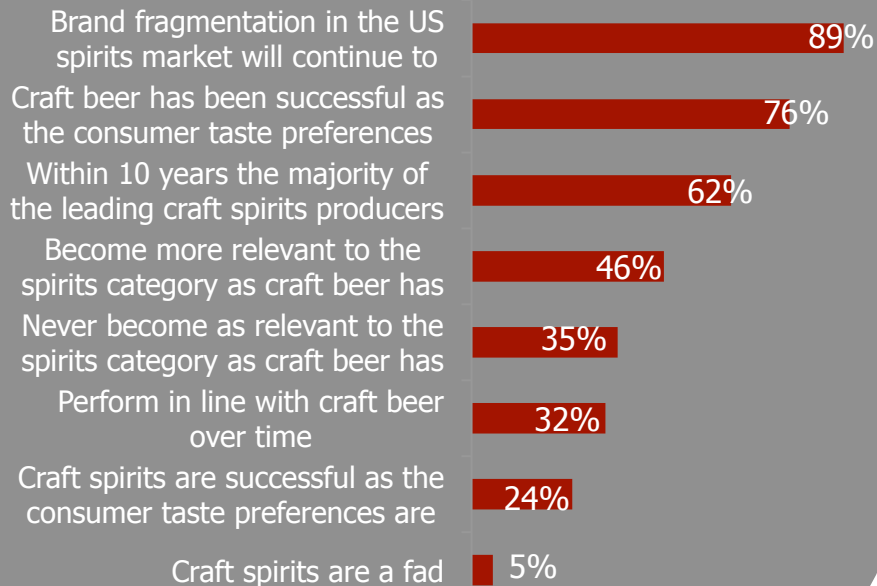 Brand fragmentation in the US
spirits market will continue to
89%
Craft beer has been successful as
the consumer taste preferences
76%
Within 10 years the majority of
the leading craft spirits producers
62%
Become more relevant to the
spirits category as craft beer has
46%
Never become as relevant to the
spirits category as craft beer has
35%
Perform in line with craft beer
over time
32%
Craft spirits are successful as the
consumer taste preferences are
24%
Craft spirits are a fad
5%